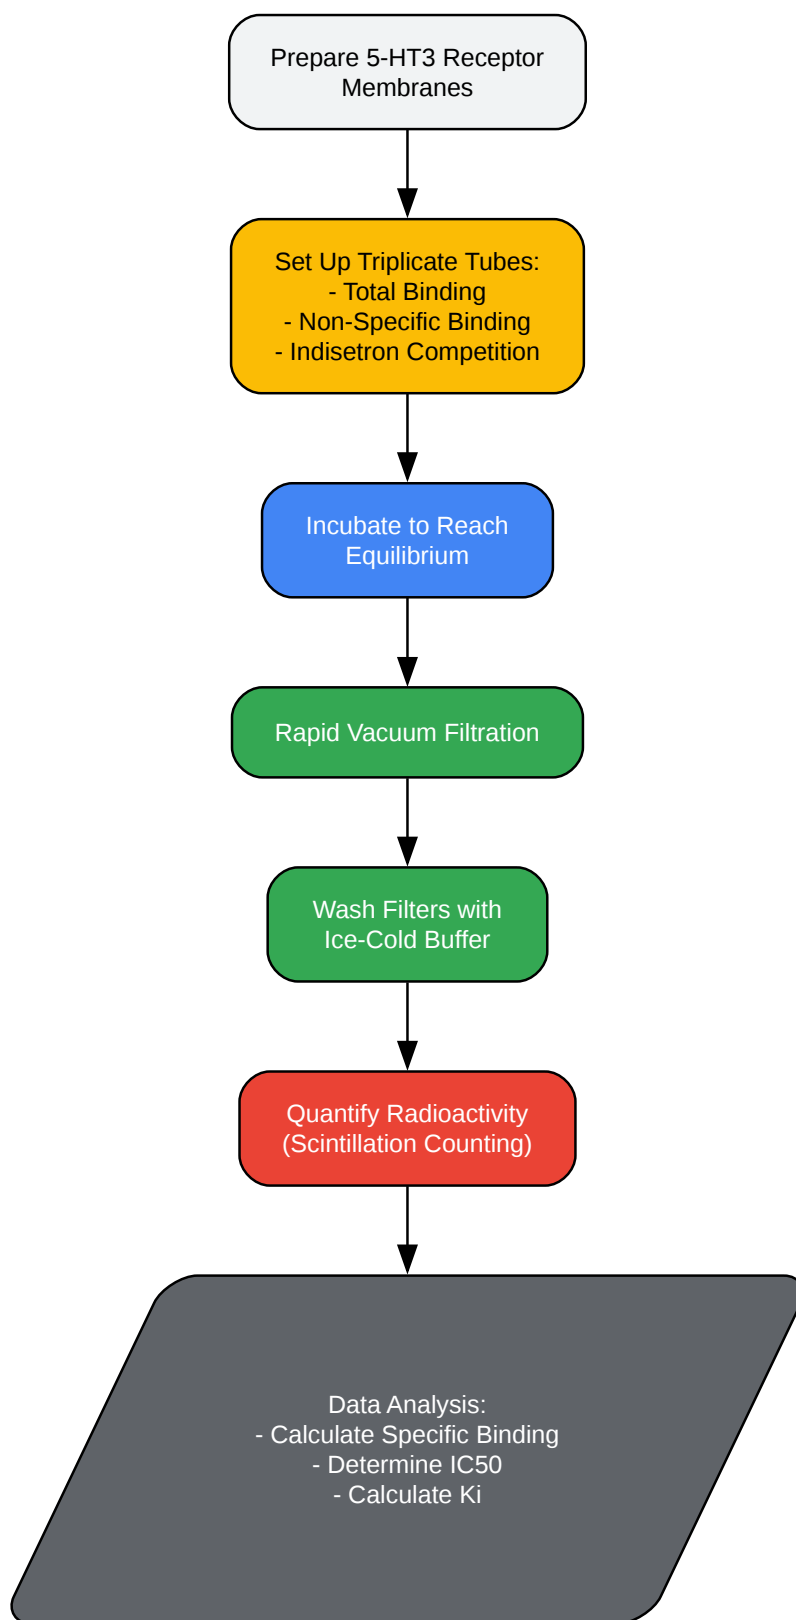 Prepare 5-HT3 Receptor
Membranes
Set Up Triplicate Tubes:
- Total Binding
- Non-Specific Binding
- Indisetron Competition
Incubate to Reach
Equilibrium
Rapid Vacuum Filtration
Wash Filters with
Ice-Cold Buffer
Quantify Radioactivity
(Scintillation Counting)
Data Analysis:
- Calculate Specific Binding
- Determine IC50
- Calculate Ki